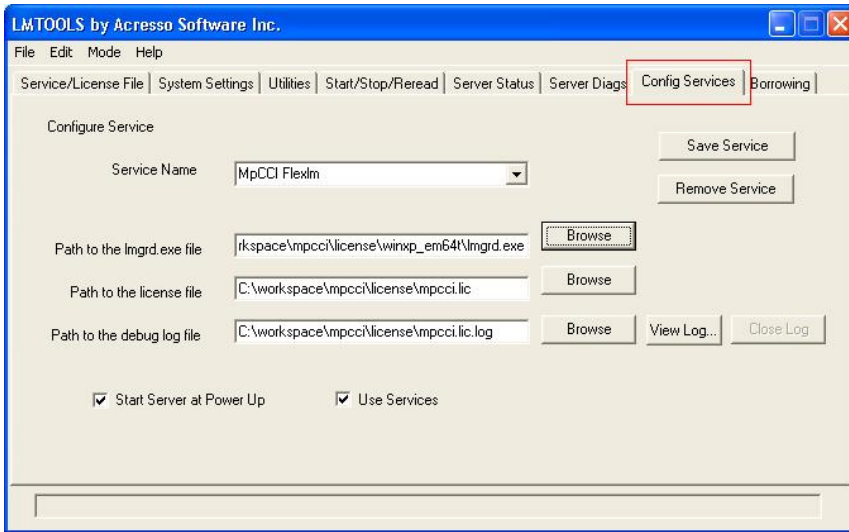 LMTOOLS by Acresso Software Inc.
File Edit Mode Help
Service/License File System Settings Utilities Start/Stop/Reread Server Status Server Diags Config Services Borrowing
Configure Service
Save Service
Service Name MpCCI Flexlm
Remove Service
Path to the lmgrd.exe file rkspace\mpcci\license\winxp_em64t\lmgrd.exe Browse
Path to the license file C:\workspace\mpcci\license\mpcci.lic Browse
Path to the debug log file C:\workspace\mpcci\license\mpcci.lic.log Browse View Log... Close Log
Start Server at Power Up Use Services